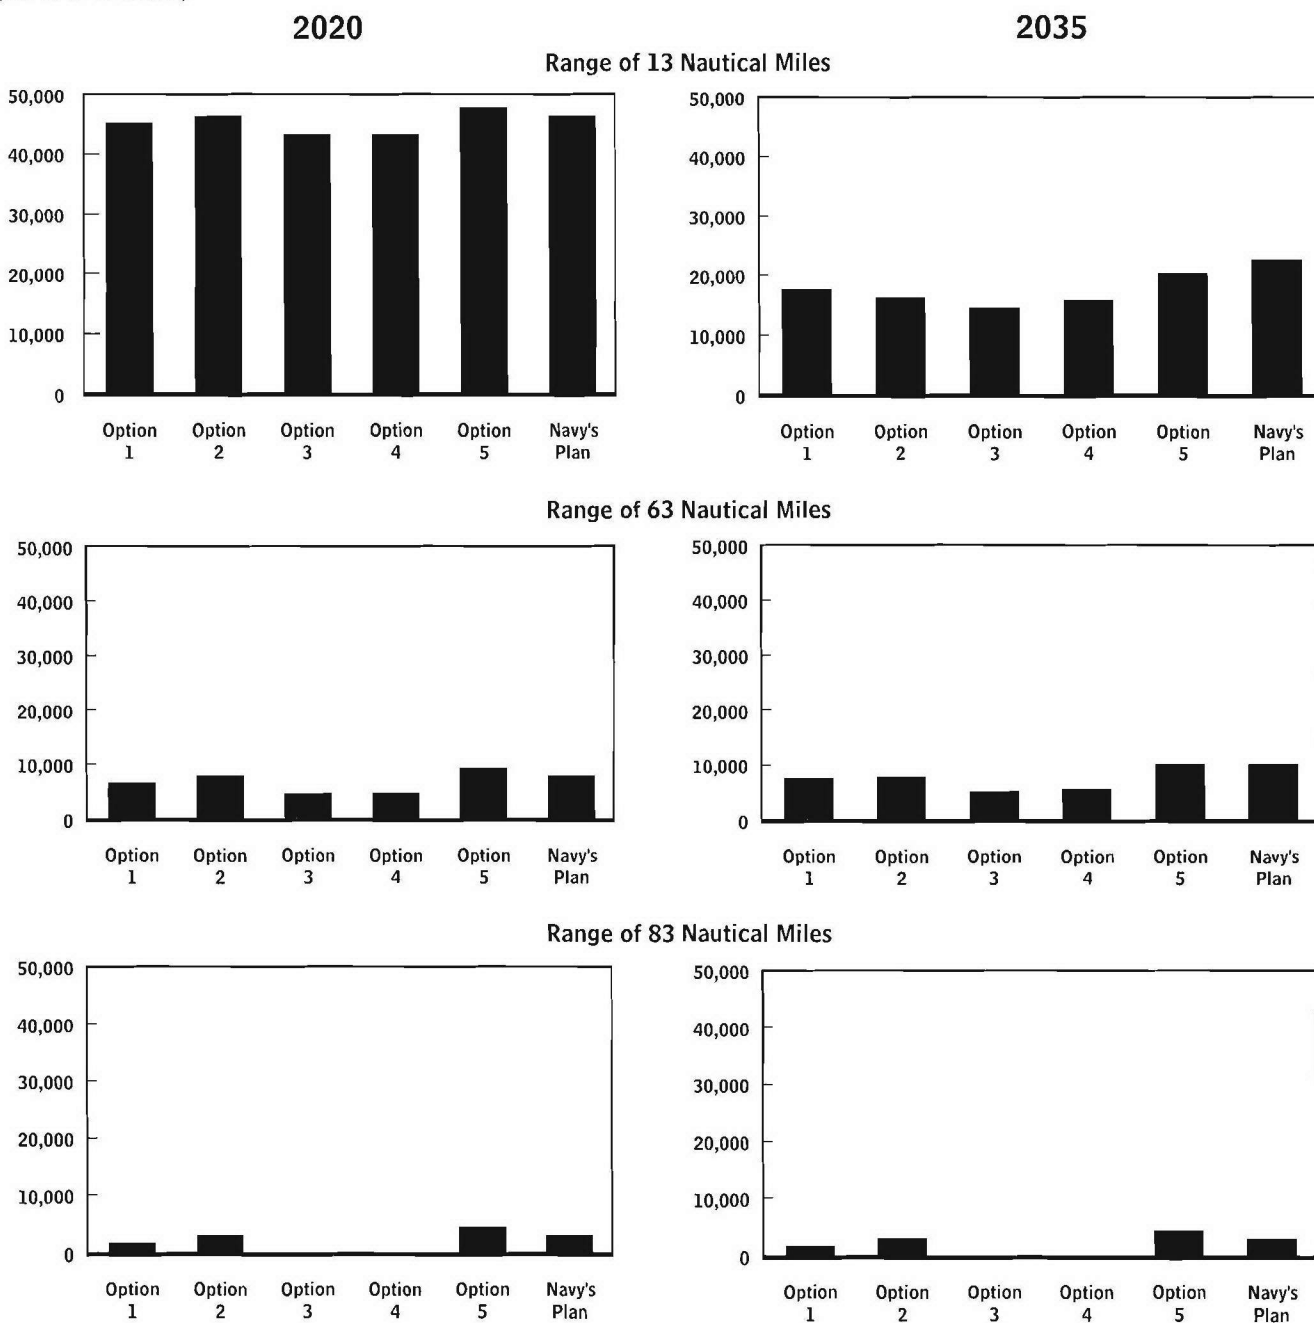 2020
2035
Range of 13 Nautical Miles
50,000
40,000
30,000
20,000
10,000
0
Option 1
Option 2
Option 3
Option 4
Option 5
Navy's Plan
50,000
40,000
30,000
20,000
10,000
0
Option 1
Option 2
Option 3
Option 4
Option 5
Navy's Plan
Range of 63 Nautical Miles
50,000
40,000
30,000
20,000
10,000
0
Option 1
Option 2
Option 3
Option 4
Option 5
Navy's Plan
50,000
40,000
30,000
20,000
10,000
0
Option 1
Option 2
Option 3
Option 4
Option 5
Navy's Plan
Range of 83 Nautical Miles
50,000
40,000
30,000
20,000
10,000
0
Option 1
Option 2
Option 3
Option 4
Option 5
Navy's Plan
50,000
40,000
30,000
20,000
10,000
0
Option 1
Option 2
Option 3
Option 4
Option 5
Navy's Plan